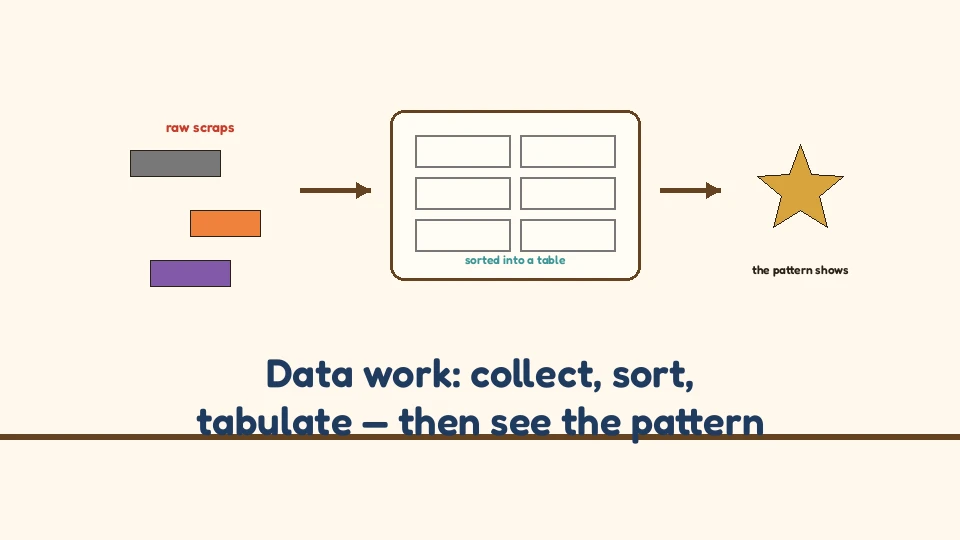 raw scraps
sorted into a table
the pattern shows
Data work: collect, sort,
tabulate — then see the pattern